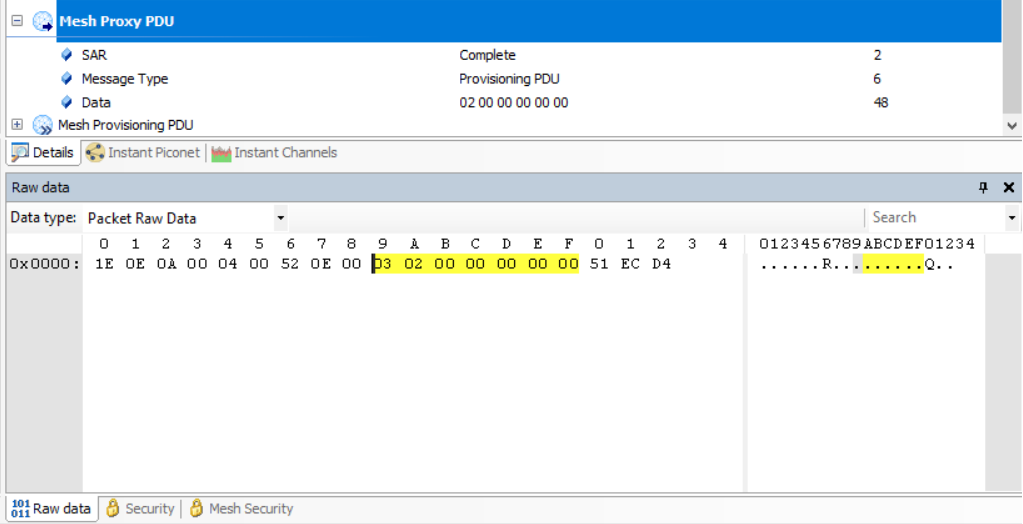 Mesh Proxy PDU
SAR Complete 2
Message Type Provisioning PDU 6
Data 02 00 00 00 00 00 48
Mesh Provisioning PDU
Details Instant Piconet Instant Channels
Raw data
Data type: Packet Raw Data Search
0 1 2 3 4 5 6 7 8 9 A B C D E F 0 1 2 3 4 0123456789ABCDEF01234
0x0000: 1E 0E 0A 00 04 00 52 0E 00 03 02 00 00 00 00 00 51 EC D4 ......R.........Q..
101 011 Raw data Security Mesh Security